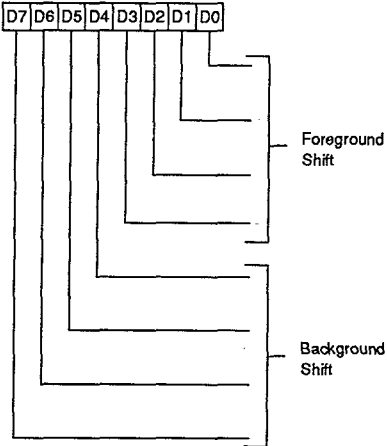 D7 D6 D5 D4 D3 D2 D1 D0
Foreground
Shift
Background
Shift